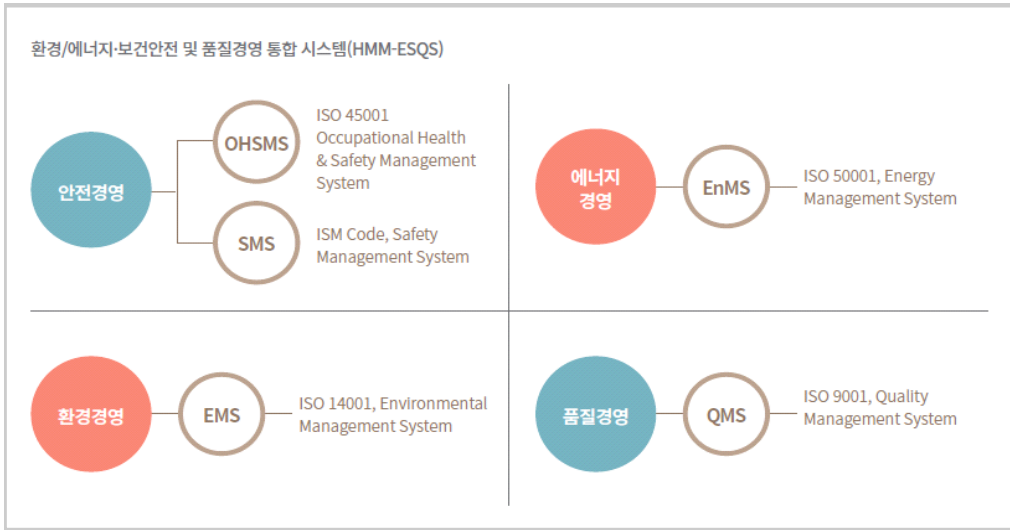 환경/에너지·보건안전 및 품질경영 통합 시스템(HMM-ESQS)
안전경영
OHSMS
ISO 45001
Occupational Health
& Safety Management
System
SMS
ISM Code, Safety
Management System
에너지
경영
EnMS
ISO 50001, Energy
Management System
환경경영
EMS
ISO 14001, Environmental
Management System
품질경영
QMS
ISO 9001, Quality
Management System